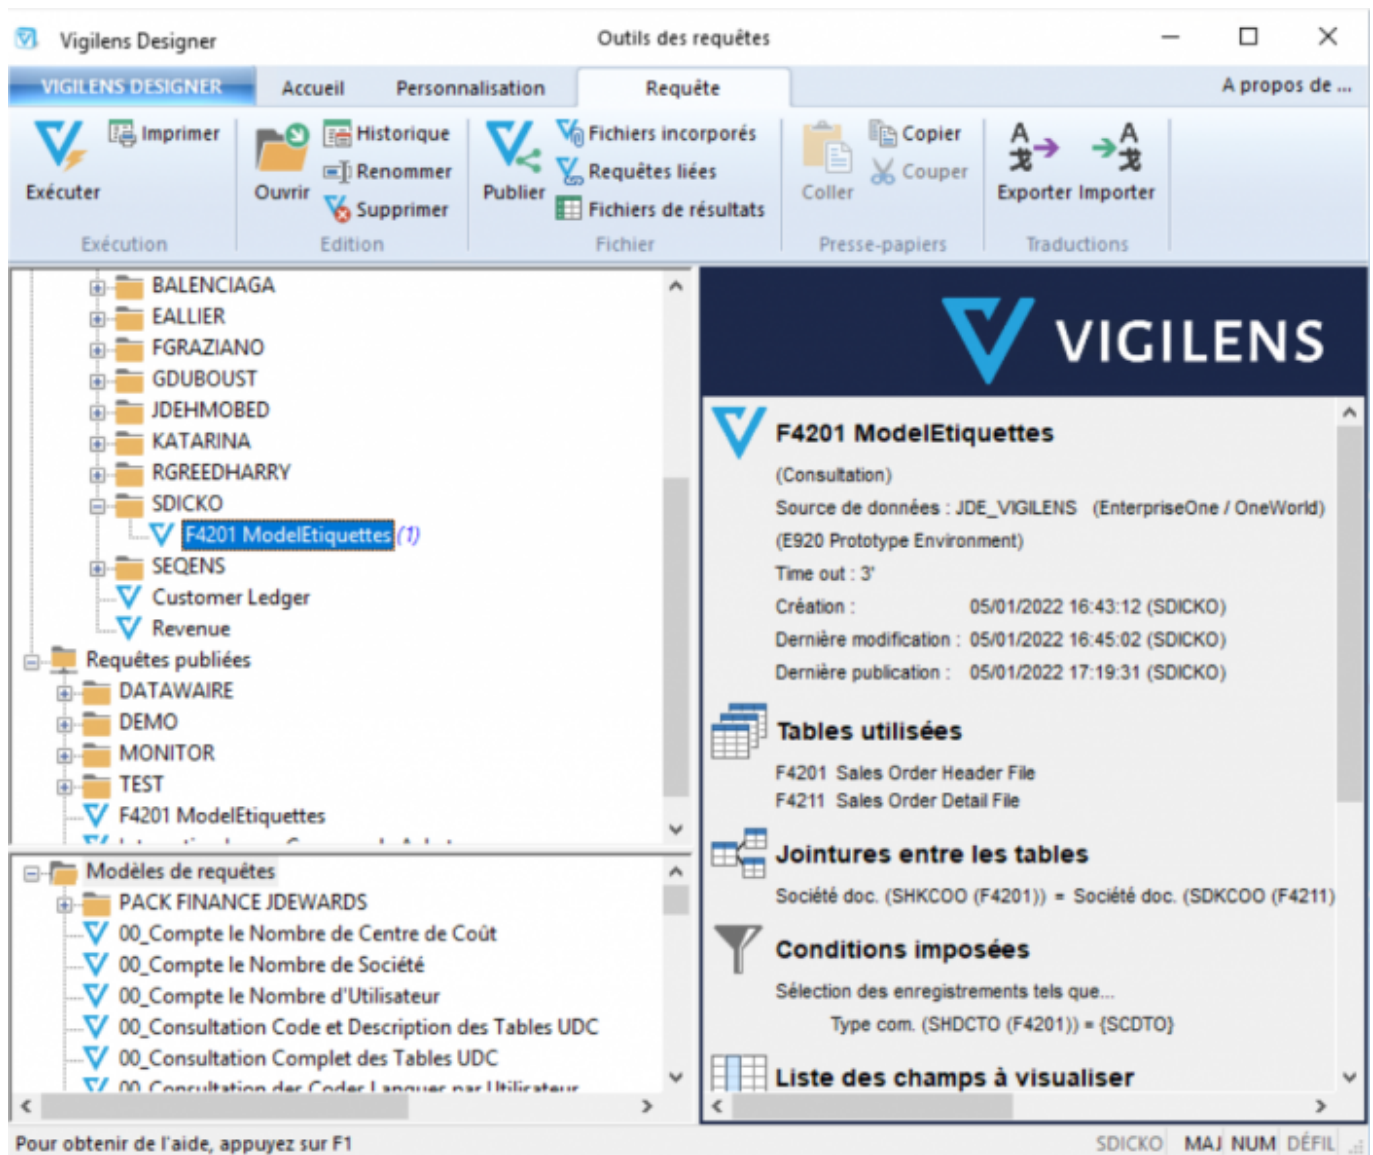 Vigilens Designer
Outils des requêtes
VIGILENS DESIGNER
Accueil
Personnalisation
Requête
A propos de ...
Exécuter
Imprimer
Exécution
Ouvrir
Historique
Renommer
Supprimer
Edition
Publier
Fichiers incorporés
Requêtes liées
Fichiers de résultats
Fichier
Coller
Copier
Couper
Presse-papiers
Exporter
Importer
Traductions
BALENCIAGA
EALLIER
FGRAZIANO
GDUBOUST
JDEHMOBED
KATARINA
RGREEDHARRY
SDICKO
F4201 ModelEtiquettes (1)
SEQENS
Customer Ledger
Revenue
Requêtes publiées
DATAWAIRE
DEMO
MONITOR
TEST
F4201 ModelEtiquettes
Modèles de requêtes
PACK FINANCE JDEWARDS
00_Compte le Nombre de Centre de Coût
00_Compte le Nombre de Société
00_Compte le Nombre d'Utilisateur
00_Consultation Code et Description des Tables UDC
00_Consultation Complet des Tables UDC
00_Consultation des Codes Langues par Utilisateur
VIGILENS
F4201 ModelEtiquettes
(Consultation)
Source de données : JDE_VIGILENS (EnterpriseOne / OneWorld)
(E920 Prototype Environment)
Time out : 3'
Création : 05/01/2022 16:43:12 (SDICKO)
Dernière modification : 05/01/2022 16:45:02 (SDICKO)
Dernière publication : 05/01/2022 17:19:31 (SDICKO)
Tables utilisées
F4201 Sales Order Header File
F4211 Sales Order Detail File
Jointures entre les tables
Société doc. (SHKCOO (F4201)) = Société doc. (SDKCOO (F4211)
Conditions imposées
Sélection des enregistrements tels que...
Type com. (SHDCTO (F4201)) = {SCDTO}
Liste des champs à visualiser
Pour obtenir de l'aide, appuyez sur F1
SDICKO MAJ NUM DÉFIL